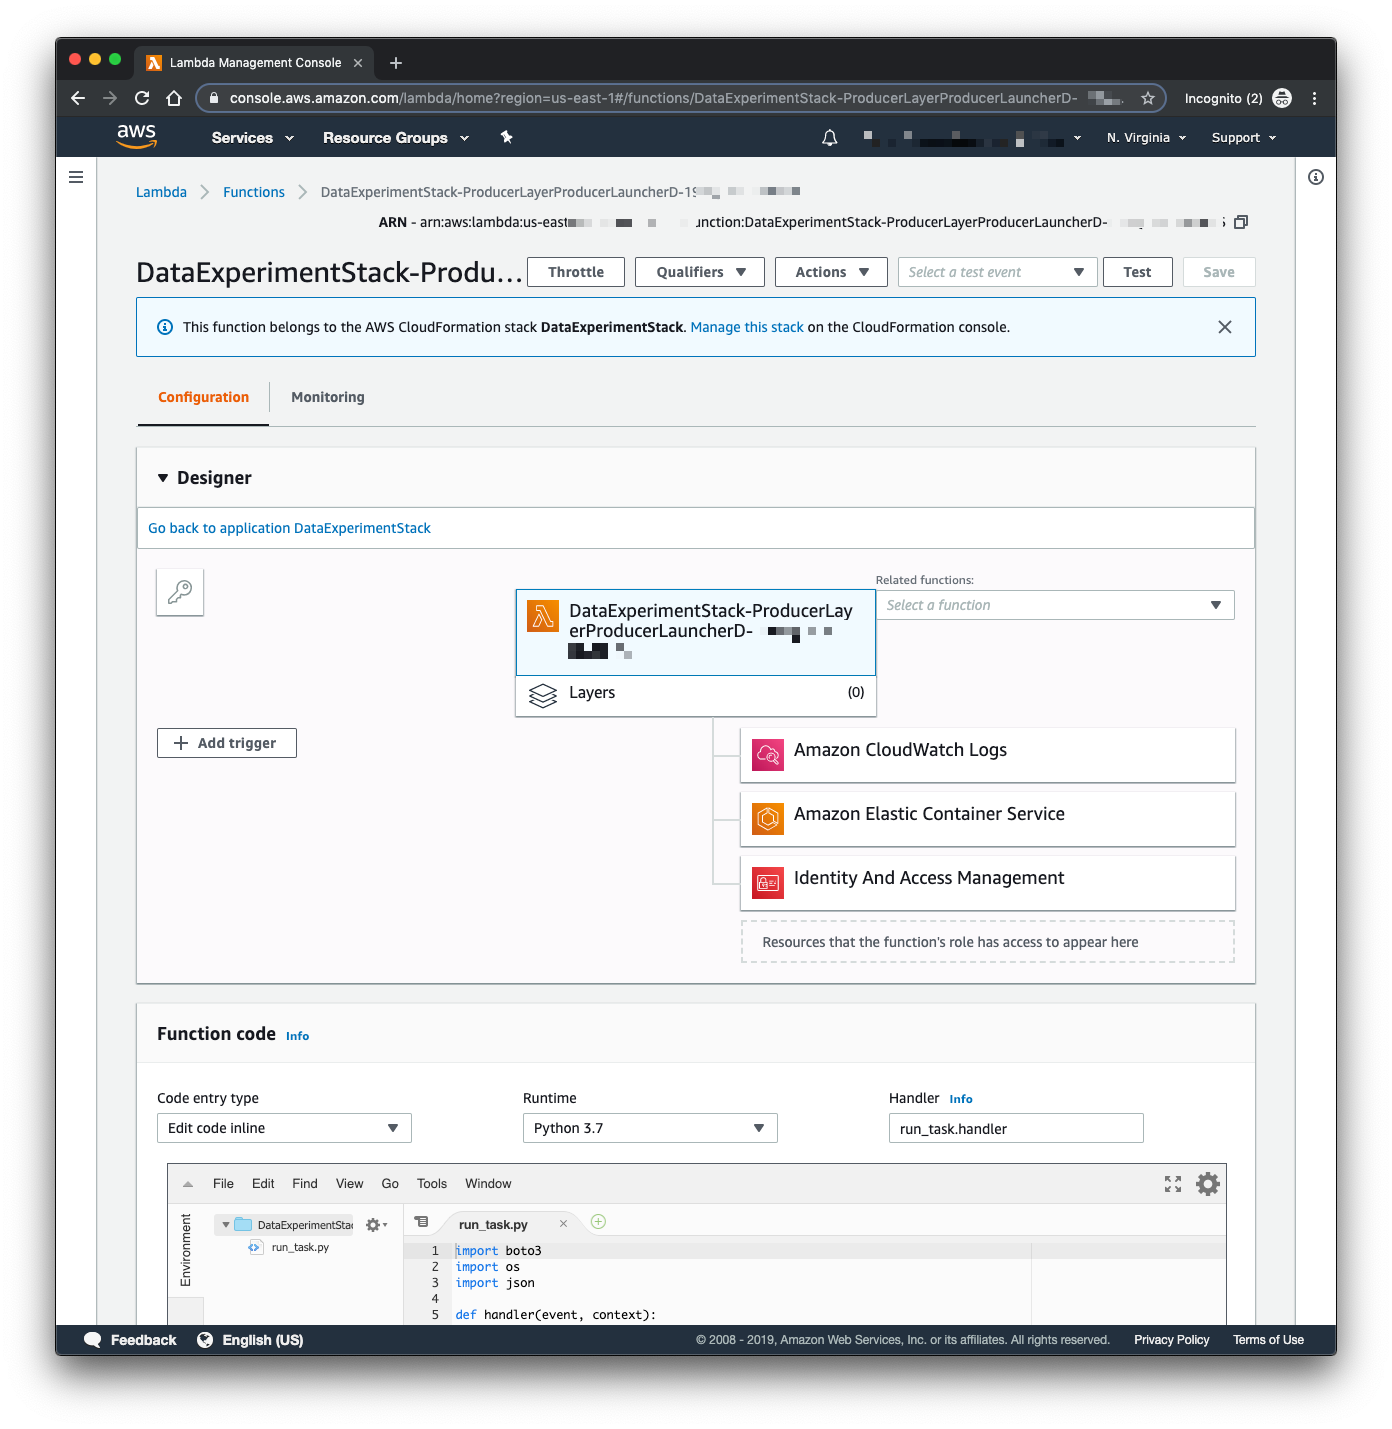 Lambda Management Console
console.aws.amazon.com/lambda/home?region=us-east-1#/functions/DataExperimentStack-ProducerLayerProducerLauncherD-
Incognito (2)
aws
Services
Resource Groups
N. Virginia
Support
Lambda
Functions
DataExperimentStack-ProducerLayerProducerLauncherD-19
ARN - arn:aws:lambda:us-east unction:DataExperimentStack-ProducerLayerProducerLauncherD-
DataExperimentStack-Produ...
Throttle
Qualifiers
Actions
Select a test event
Test
Save
This function belongs to the AWS CloudFormation stack DataExperimentStack. Manage this stack on the CloudFormation console.
Configuration
Monitoring
Designer
Go back to application DataExperimentStack
Related functions:
Select a function
DataExperimentStack-ProducerLay
erProducerLauncherD-
Layers
(0)
Add trigger
Amazon CloudWatch Logs
Amazon Elastic Container Service
Identity And Access Management
Resources that the function's role has access to appear here
Function code Info
Code entry type
Edit code inline
Runtime
Python 3.7
Handler Info
run_task.handler
File Edit Find View Go Tools Window
Environment
DataExperimentStac
run_task.py
run_task.py
1 import boto3
2 import os
3 import json
4
5 def handler(event, context):
Feedback
English (US)
© 2008 - 2019, Amazon Web Services, Inc. or its affiliates. All rights reserved.
Privacy Policy
Terms of Use